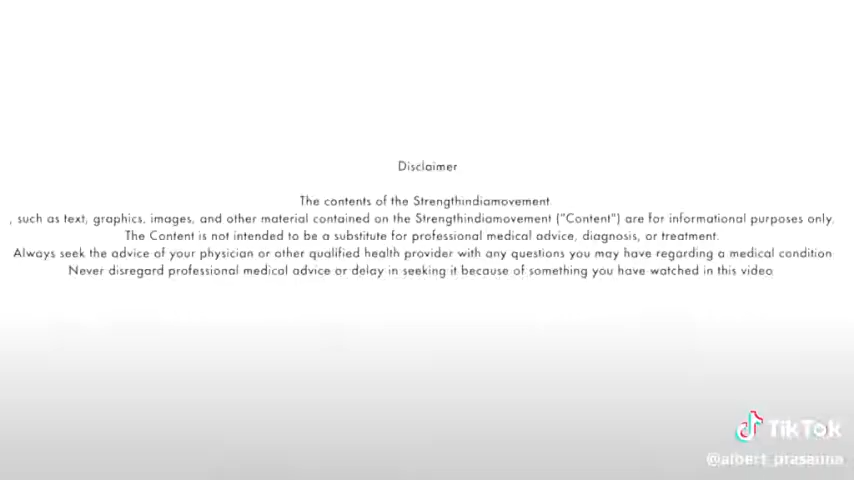 Disclaimer
The contents of the Strengthindiamovement
, such as text, graphics, images, and other material contained on the Strengthindiamovement ("Content") are for informational purposes only.
The Content is not intended to be a substitute for professional medical advice, diagnosis, or treatment.
Always seek the advice of your physician or other qualified health provider with any questions you may have regarding a medical condition
Never disregard professional medical advice or delay in seeking it because of something you have watched in this video
TikTok
@albert_prasanna